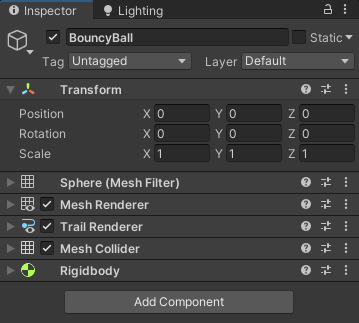 Inspector Lighting
BouncyBall Static
Tag Untagged Layer Default
Transform
Position X 0 Y 0 Z 0
Rotation X 0 Y 0 Z 0
Scale X 1 Y 1 Z 1
Sphere (Mesh Filter)
Mesh Renderer
Trail Renderer
Mesh Collider
Rigidbody
Add Component